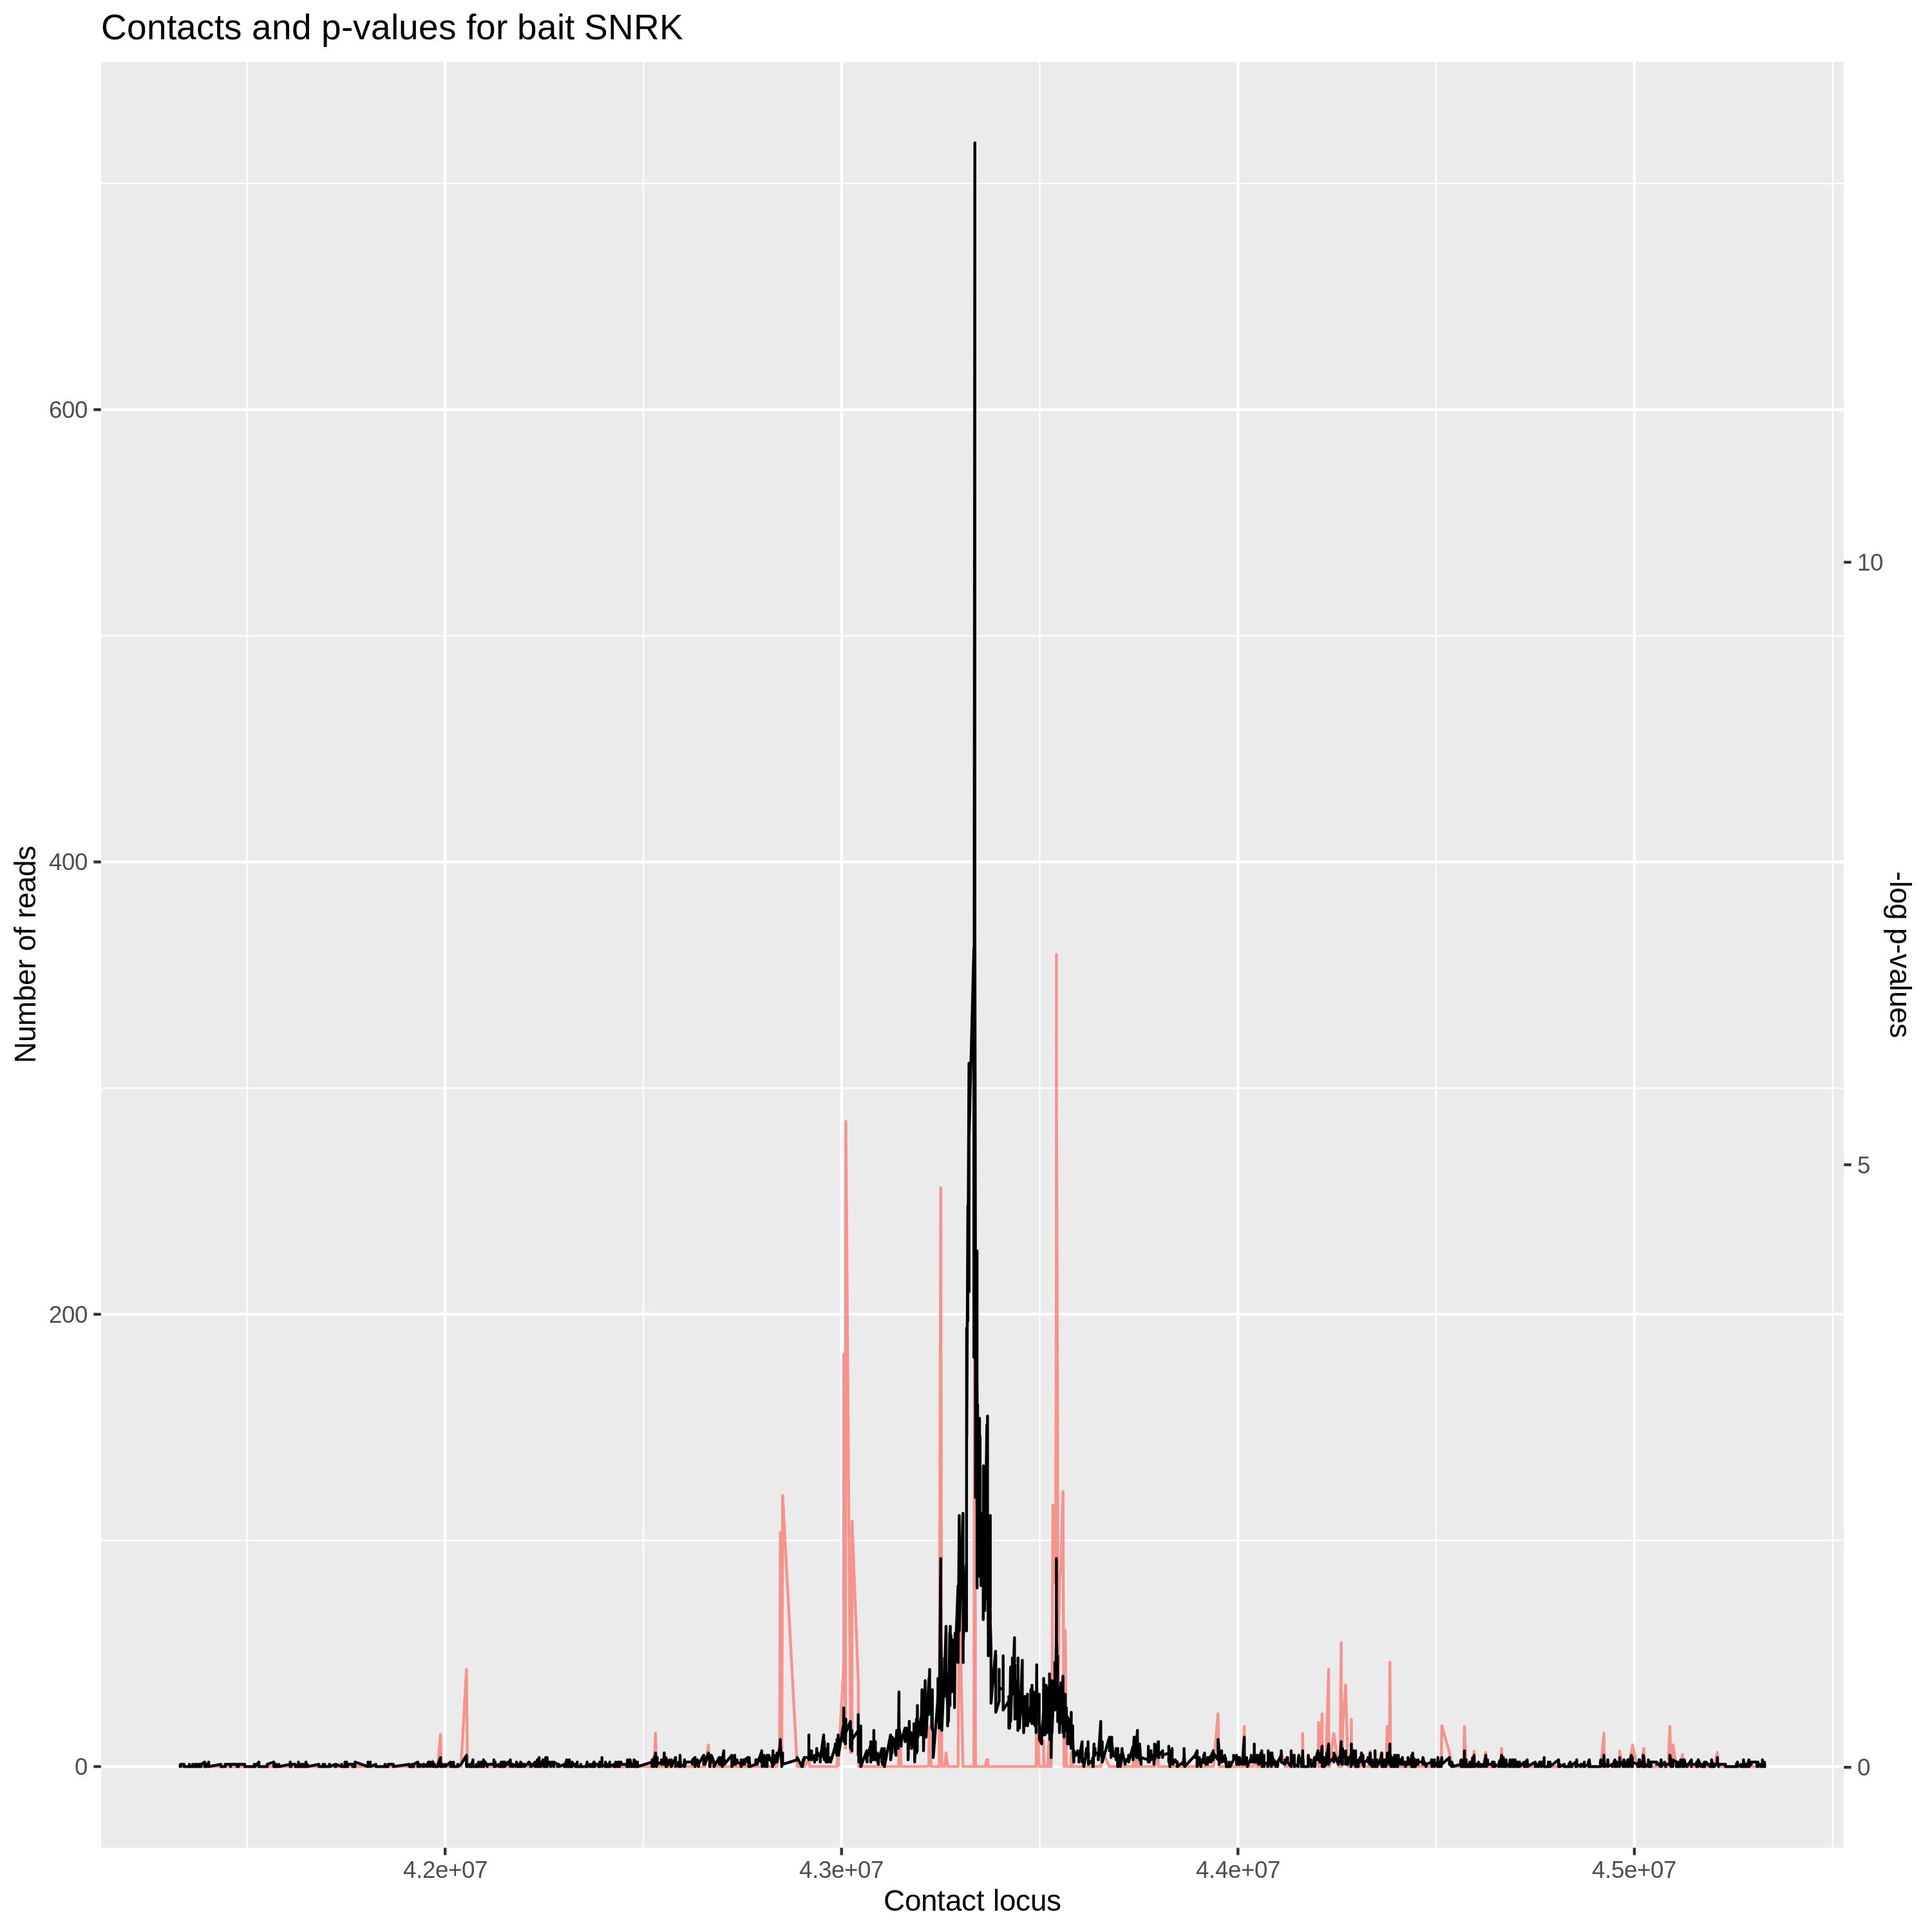 Contacts and p-values for bait SNRK
Number of reads
600
400
200
0
10
5
0
-log p-values
4.2e+07
4.3e+07
4.4e+07
4.5e+07
Contact locus